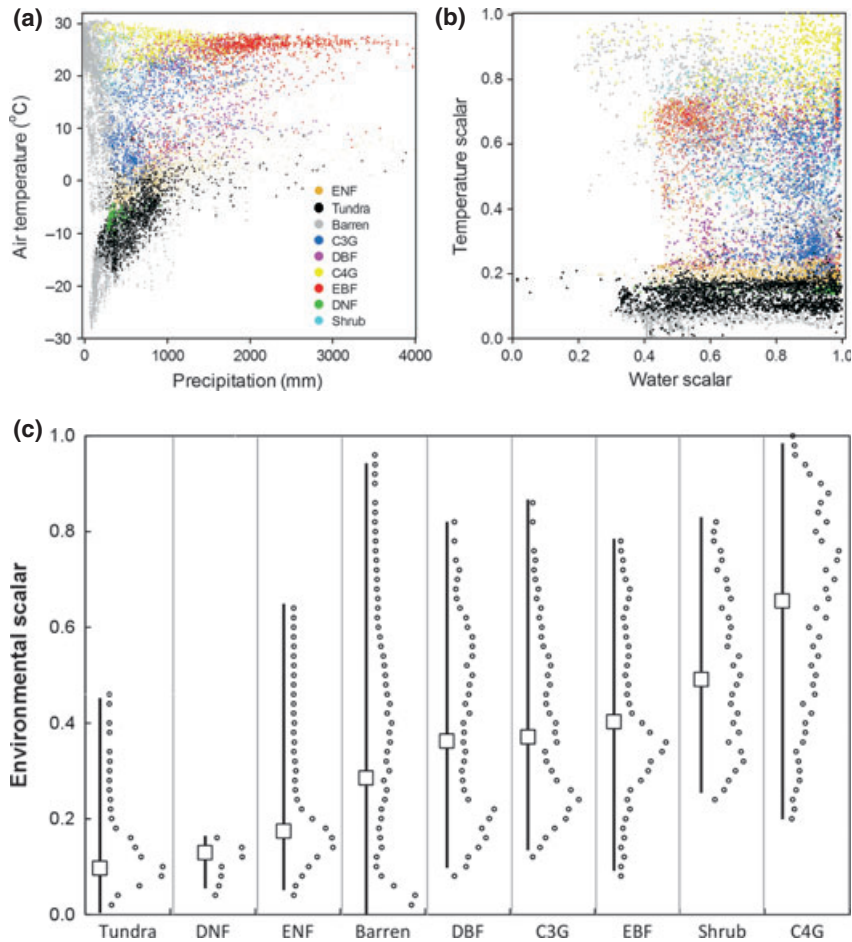 (a)
Air temperature (°C)
30
20
10
0
–10
–20
–30
0
1000
2000
3000
4000
Precipitation (mm)
ENF
Tundra
Barren
C3G
DBF
C4G
EBF
DNF
Shrub
(b)
Temperature scalar
1.0
0.8
0.6
0.4
0.2
0.0
0.0
0.2
0.4
0.6
0.8
1.0
Water scalar
(c)
Environmental scalar
1.0
0.8
0.6
0.4
0.2
0.0
Tundra
DNF
ENF
Barren
DBF
C3G
EBF
Shrub
C4G